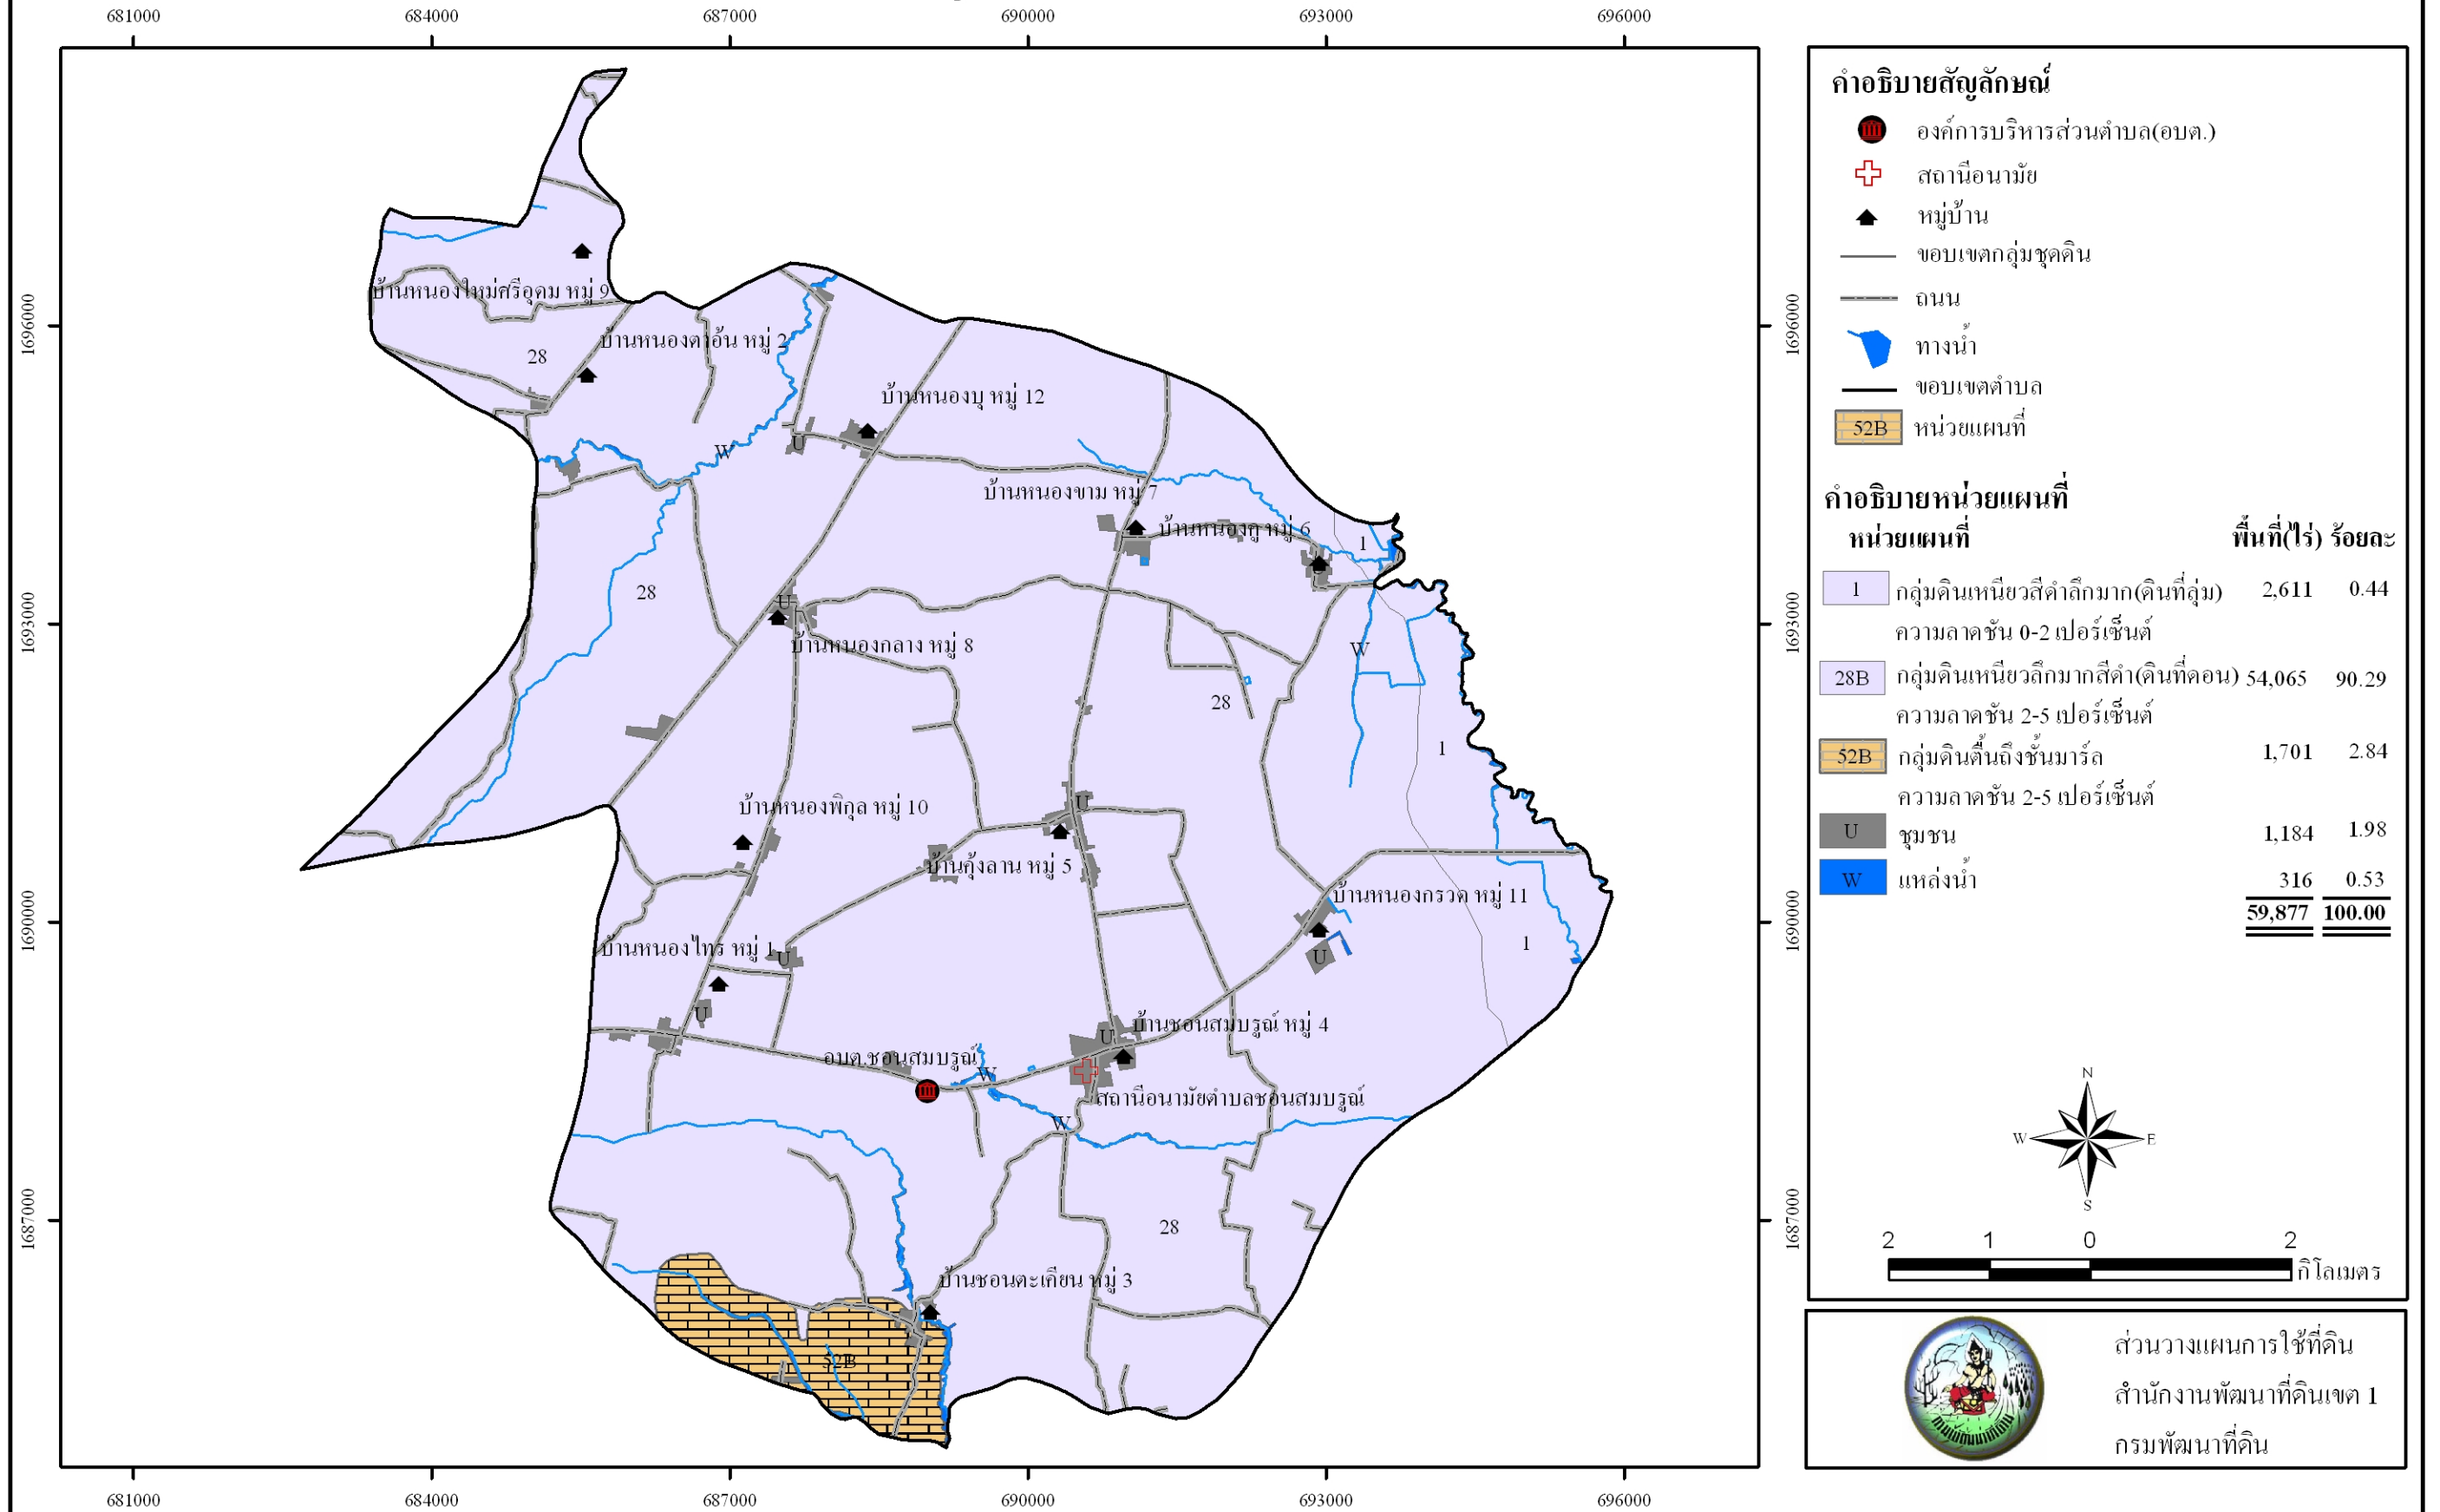 681000 684000 687000 690000 693000 696000
คำอธิบายสัญลักษณ์
องค์การบริหารส่วนตำบล(อบต.)
สถานีอนามัย
หมู่บ้าน
ขอบเขตกลุ่มชุดดิน
ถนน
ทางน้ำ
ขอบเขตตำบล
52B หน่วยแผนที่
คำอธิบายหน่วยแผนที่
หน่วยแผนที่ พื้นที่(ไร่) ร้อยละ
1 กลุ่มดินเหนียวสีดำลึกมาก(ดินที่ลุ่ม) 2,611 0.44
ความลาดชัน 0-2 เปอร์เซ็นต์
28B กลุ่มดินเหนียวลึกมากสีดำ(ดินที่ดอน) 54,065 90.29
ความลาดชัน 2-5 เปอร์เซ็นต์
52B กลุ่มดินตื้นถึงชั้นมาร์ล 1,701 2.84
ความลาดชัน 2-5 เปอร์เซ็นต์
U ชุมชน 1,184 1.98
W แหล่งน้ำ 316 0.53
59,877 100.00
N
W E
S
2 1 0 2
กิโลเมตร
ส่วนวางแผนการใช้ที่ดิน
สำนักงานพัฒนาที่ดินเขต 1
กรมพัฒนาที่ดิน
1696000 1696000
1693000 1693000
1690000 1690000
1687000 1687000
บ้านหนองใหม่ศรีอุดม หมู่ 9
บ้านหนองตาอ้น หมู่ 2
28
บ้านหนองบุ หมู่ 12
U
W
บ้านหนองขาม หมู่ 7
บ้านหนองคู หมู่ 6
1
U
28
U
บ้านหนองกลาง หมู่ 8
W
28
1
บ้านหนองพิกุล หมู่ 10
U
บ้านคุ้งลาน หมู่ 5
บ้านหนองกรวด หมู่ 11
บ้านหนองไทร หมู่ 1
U
U
1
U
บ้านชอนสมบรูณ์ หมู่ 4
U
อบต.ชอนสมบรูณ์
W
สถานีอนามัยตำบลชอนสมบรูณ์
W
28
บ้านชอนตะเคียน หมู่ 3
52B
681000 684000 687000 690000 693000 696000